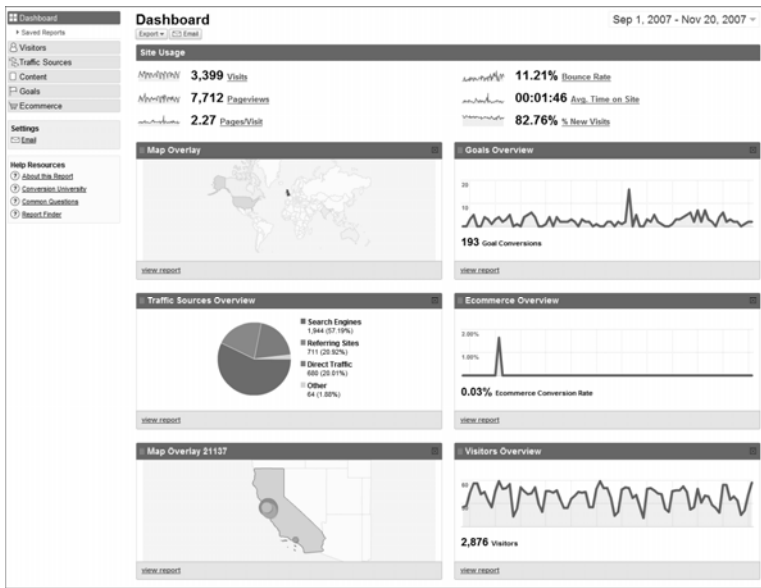 Dashboard
Saved Reports
Visitors
Traffic Sources
Content
Goals
Ecommerce
Settings
Email
Help Resources
About this Report
Conversion University
Common Questions
Report Finder
Dashboard
Sep 1, 2007 - Nov 20, 2007
Export
Email
Site Usage
3,399 Visits
7,712 Pageviews
2.27 Pages/Visit
11.21% Bounce Rate
00:01:46 Avg. Time on Site
82.76% % New Visits
Map Overlay
view report
Goals Overview
20
10
193 Goal Conversions
view report
Traffic Sources Overview
Search Engines
1,944 (57.19%)
Referring Sites
711 (20.92%)
Direct Traffic
680 (20.01%)
Other
64 (1.88%)
view report
Ecommerce Overview
2.00%
1.00%
0.03% Ecommerce Conversion Rate
view report
Map Overlay 21137
view report
Visitors Overview
2,876 Visitors
view report